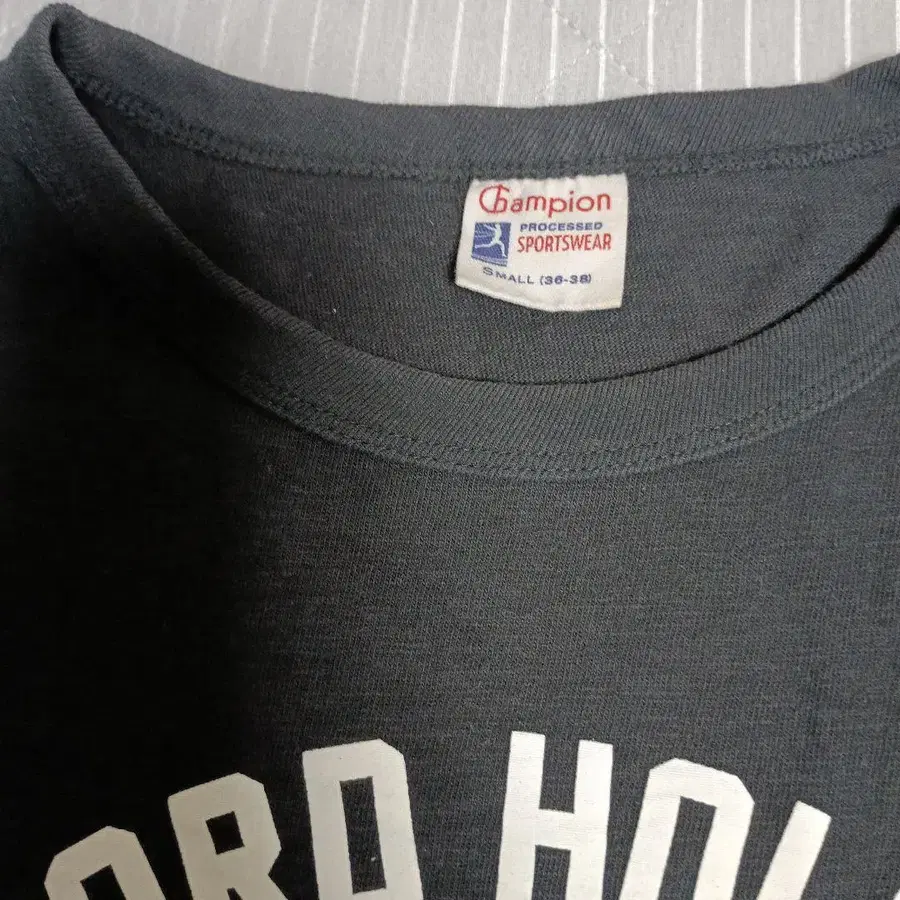 Champion
PROCESSED
SPORTSWEAR
SMALL (36-38)
ORD HO